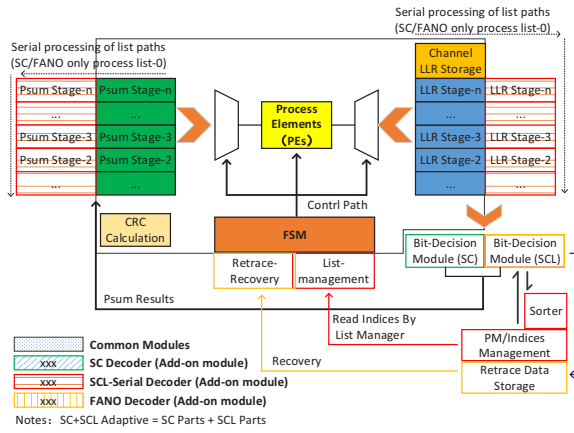 Serial processing of list paths
(SC/FANO only process list-0)
Serial processing of list paths
(SC/FANO only process list-0)
Channel
LLR Storage
Psum Stage-n Psum Stage-n
... ...
Psum Stage-3 Psum Stage-3
Psum Stage-2 Psum Stage-2
... ...
Process
Elements
(PEs)
LLR Stage-n LLR Stage-n
... ...
LLR Stage-3 LLR Stage-3
LLR Stage-2 LLR Stage-2
... ...
Contrl Path
CRC
Calculation
FSM
Retrace-
Recovery
List-
management
Bit-Decision
Module (SC)
Bit-Decision
Module (SCL)
Psum Results
Read Indices By
List Manager
Sorter
PM/Indices
Management
Recovery
Retrace Data
Storage
Common Modules
xxx SC Decoder (Add-on module)
xxx SCL-Serial Decoder (Add-on module)
xxx FANO Decoder (Add-on module)
Notes: SC+SCL Adaptive = SC Parts + SCL Parts